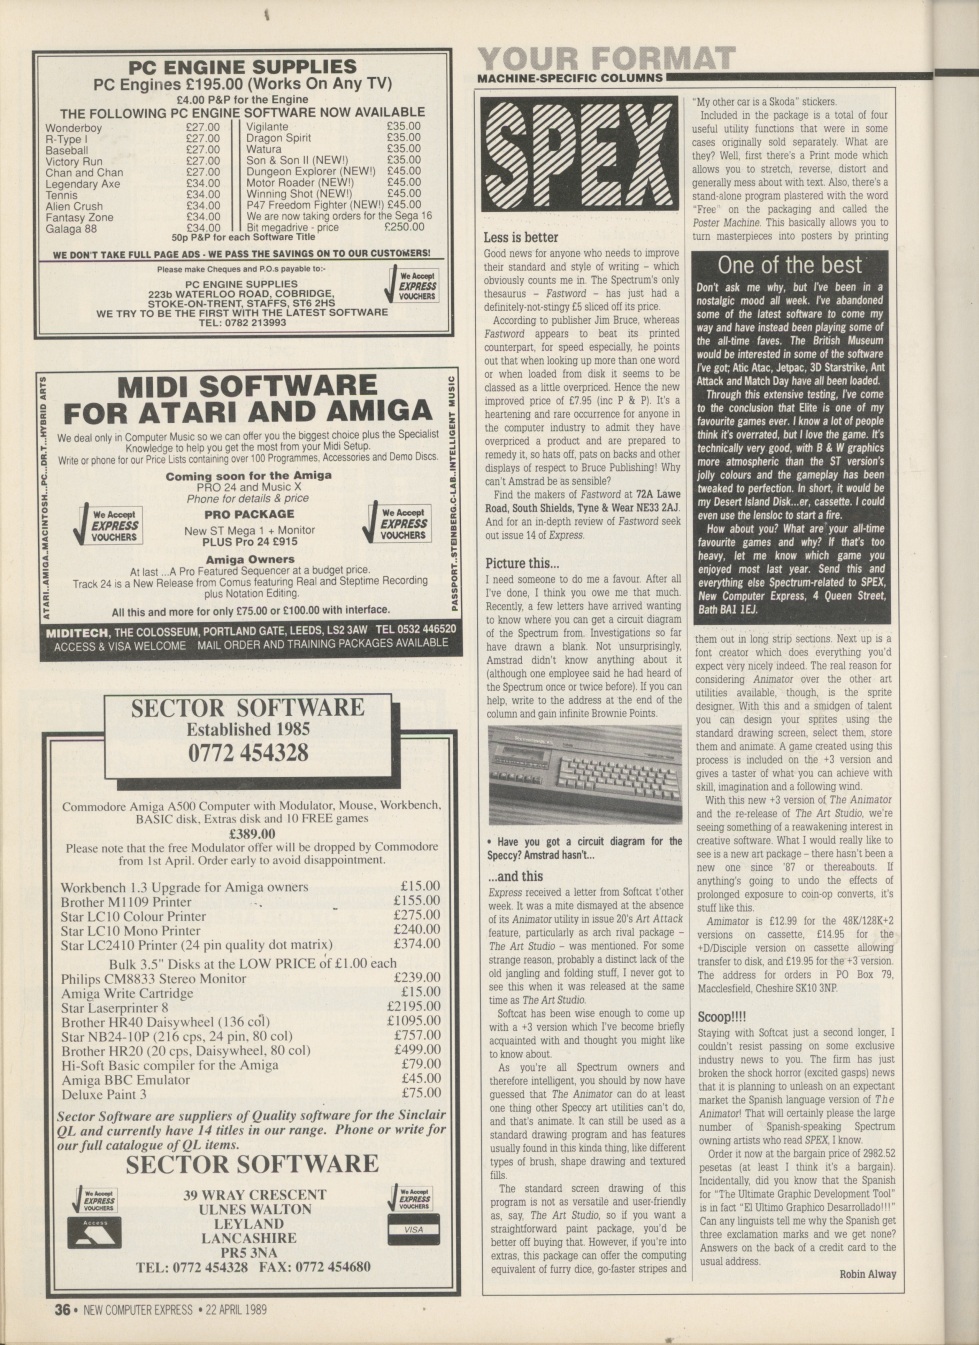 PC ENGINE SUPPLIES
PC Engines £195.00 (Works On Any TV)
£4.00 P&P for the Engine
THE FOLLOWING PC ENGINE SOFTWARE NOW AVAILABLE
Wonderboy £27.00
R-Type I £27.00
Baseball £27.00
Victory Run £27.00
Chan and Chan £27.00
Legendary Axe £34.00
Tennis £34.00
Alien Crush £34.00
Fantasy Zone £34.00
Galaga 88 £34.00
Vigilante £35.00
Dragon Spirit £35.00
Watura £35.00
Son & Son II (NEW!) £35.00
Dungeon Explorer (NEW!) £45.00
Motor Roader (NEW!) £45.00
Winning Shot (NEW!) £45.00
P47 Freedom Fighter (NEW!) £45.00
We are now taking orders for the Sega 16
Bit megadrive - price £250.00
50p P&P for each Software Title
WE DON'T TAKE FULL PAGE ADS - WE PASS THE SAVINGS ON TO OUR CUSTOMERS!
Please make Cheques and P.O.s payable to:-
PC ENGINE SUPPLIES
223b WATERLOO ROAD, COBRIDGE,
STOKE-ON-TRENT, STAFFS, ST6 2HS
WE TRY TO BE THE FIRST WITH THE LATEST SOFTWARE
TEL: 0782 213993
We Accept
EXPRESS
VOUCHERS
ATARI..AMIGA..MACINTOSH...PC...DR.T...HYBRID ARTS
MIDI SOFTWARE
FOR ATARI AND AMIGA
We deal only in Computer Music so we can offer you the biggest choice plus the Specialist
Knowledge to help you get the most from your Midi Setup.
Write or phone for our Price Lists containing over 100 Programmes, Accessories and Demo Discs.
Coming soon for the Amiga
PRO 24 and Music X
Phone for details & price
PRO PACKAGE
New ST Mega 1 + Monitor
PLUS Pro 24 £915
We Accept
EXPRESS
VOUCHERS
We Accept
EXPRESS
VOUCHERS
Amiga Owners
At last ...A Pro Featured Sequencer at a budget price.
Track 24 is a New Release from Comus featuring Real and Steptime Recording
plus Notation Editing.
All this and more for only £75.00 or £100.00 with interface.
PASSPORT..STEINBERG.C-LAB..INTELLIGENT MUSIC
MIDITECH, THE COLOSSEUM, PORTLAND GATE, LEEDS, LS2 3AW TEL 0532 446520
ACCESS & VISA WELCOME MAIL ORDER AND TRAINING PACKAGES AVAILABLE
SECTOR SOFTWARE
Established 1985
0772 454328
Commodore Amiga A500 Computer with Modulator, Mouse, Workbench,
BASIC disk, Extras disk and 10 FREE games
£389.00
Please note that the free Modulator offer will be dropped by Commodore
from 1st April. Order early to avoid disappointment.
Workbench 1.3 Upgrade for Amiga owners £15.00
Brother M1109 Printer £155.00
Star LC10 Colour Printer £275.00
Star LC10 Mono Printer £240.00
Star LC2410 Printer (24 pin quality dot matrix) £374.00
Bulk 3.5" Disks at the LOW PRICE of £1.00 each
Philips CM8833 Stereo Monitor £239.00
Amiga Write Cartridge £15.00
Star Laserprinter 8 £2195.00
Brother HR40 Daisywheel (136 col) £1095.00
Star NB24-10P (216 cps, 24 pin, 80 col) £757.00
Brother HR20 (20 cps, Daisywheel, 80 col) £499.00
Hi-Soft Basic compiler for the Amiga £79.00
Amiga BBC Emulator £45.00
Deluxe Paint 3 £75.00
Sector Software are suppliers of Quality software for the Sinclair
QL and currently have 14 titles in our range. Phone or write for
our full catalogue of QL items.
SECTOR SOFTWARE
39 WRAY CRESCENT
ULNES WALTON
LEYLAND
LANCASHIRE
PR5 3NA
TEL: 0772 454328 FAX: 0772 454680
We Accept
EXPRESS
VOUCHERS
Access
We Accept
EXPRESS
VOUCHERS
VISA
36 • NEW COMPUTER EXPRESS • 22 APRIL 1989
YOUR FORMAT
MACHINE-SPECIFIC COLUMNS
SPEX
Less is better
Good news for anyone who needs to improve
their standard and style of writing – which
obviously counts me in. The Spectrum's only
thesaurus – Fastword – has just had a
definitely-not-stingy £5 sliced off its price.
According to publisher Jim Bruce, whereas
Fastword appears to beat its printed
counterpart, for speed especially, he points
out that when looking up more than one word
or when loaded from disk it seems to be
classed as a little overpriced. Hence the new
improved price of £7.95 (inc P & P). It's a
heartening and rare occurrence for anyone in
the computer industry to admit they have
overpriced a product and are prepared to
remedy it, so hats off, pats on backs and other
displays of respect to Bruce Publishing! Why
can't Amstrad be as sensible?
Find the makers of Fastword at 72A Lawe
Road, South Shields, Tyne & Wear NE33 2AJ.
And for an in-depth review of Fastword seek
out issue 14 of Express.
Picture this...
I need someone to do me a favour. After all
I've done, I think you owe me that much.
Recently, a few letters have arrived wanting
to know where you can get a circuit diagram
of the Spectrum from. Investigations so far
have drawn a blank. Not unsurprisingly,
Amstrad didn't know anything about it
(although one employee said he had heard of
the Spectrum once or twice before). If you can
help, write to the address at the end of the
column and gain infinite Brownie Points.
• Have you got a circuit diagram for the
Speccy? Amstrad hasn't...
...and this
Express received a letter from Softcat t'other
week. It was a mite dismayed at the absence
of its Animator utility in issue 20's Art Attack
feature, particularly as arch rival package –
The Art Studio – was mentioned. For some
strange reason, probably a distinct lack of the
old jangling and folding stuff, I never got to
see this when it was released at the same
time as The Art Studio.
Softcat has been wise enough to come up
with a +3 version which I've become briefly
acquainted with and thought you might like
to know about.
As you're all Spectrum owners and
therefore intelligent, you should by now have
guessed that The Animator can do at least
one thing other Speccy art utilities can't do,
and that's animate. It can still be used as a
standard drawing program and has features
usually found in this kinda thing, like different
types of brush, shape drawing and textured
fills.
The standard screen drawing of this
program is not as versatile and user-friendly
as, say, The Art Studio, so if you want a
straightforward paint package, you'd be
better off buying that. However, if you're into
extras, this package can offer the computing
equivalent of furry dice, go-faster stripes and
"My other car is a Skoda" stickers.
Included in the package is a total of four
useful utility functions that were in some
cases originally sold separately. What are
they? Well, first there's a Print mode which
allows you to stretch, reverse, distort and
generally mess about with text. Also, there's a
stand-alone program plastered with the word
"Free" on the packaging and called the
Poster Machine. This basically allows you to
turn masterpieces into posters by printing
One of the best
Don't ask me why, but I've been in a
nostalgic mood all week. I've abandoned
some of the latest software to come my
way and have instead been playing some of
the all-time faves. The British Museum
would be interested in some of the software
I've got; Atic Atac, Jetpac, 3D Starstrike, Ant
Attack and Match Day have all been loaded.
Through this extensive testing, I've come
to the conclusion that Elite is one of my
favourite games ever. I know a lot of people
think it's overrated, but I love the game. It's
technically very good, with B & W graphics
more atmospheric than the ST version's
jolly colours and the gameplay has been
tweaked to perfection. In short, it would be
my Desert Island Disk...er, cassette. I could
even use the lensloc to start a fire.
How about you? What are your all-time
favourite games and why? If that's too
heavy, let me know which game you
enjoyed most last year. Send this and
everything else Spectrum-related to SPEX,
New Computer Express, 4 Queen Street,
Bath BA1 1EJ.
them out in long strip sections. Next up is a
font creator which does everything you'd
expect very nicely indeed. The real reason for
considering Animator over the other art
utilities available, though, is the sprite
designer. With this and a smidgen of talent
you can design your sprites using the
standard drawing screen, select them, store
them and animate. A game created using this
process is included on the +3 version and
gives a taster of what you can achieve with
skill, imagination and a following wind.
With this new +3 version of The Animator
and the re-release of The Art Studio, we're
seeing something of a reawakening interest in
creative software. What I would really like to
see is a new art package – there hasn't been a
new one since '87 or thereabouts. If
anything's going to undo the effects of
prolonged exposure to coin-op converts, it's
stuff like this.
Amimator is £12.99 for the 48K/128K+2
versions on cassette, £14.95 for the
+D/Disciple version on cassette allowing
transfer to disk, and £19.95 for the +3 version.
The address for orders in PO Box 79,
Macclesfield, Cheshire SK10 3NP.
Scoop!!!!
Staying with Softcat just a second longer, I
couldn't resist passing on some exclusive
industry news to you. The firm has just
broken the shock horror (excited gasps) news
that it is planning to unleash on an expectant
market the Spanish language version of The
Animator! That will certainly please the large
number of Spanish-speaking Spectrum
owning artists who read SPEX, I know.
Order it now at the bargain price of 2982.52
pesetas (at least I think it's a bargain).
Incidentally, did you know that the Spanish
for "The Ultimate Graphic Development Tool"
is in fact "El Ultimo Graphico Desarrollado!!!"
Can any linguists tell me why the Spanish get
three exclamation marks and we get none?
Answers on the back of a credit card to the
usual address.
Robin Alway